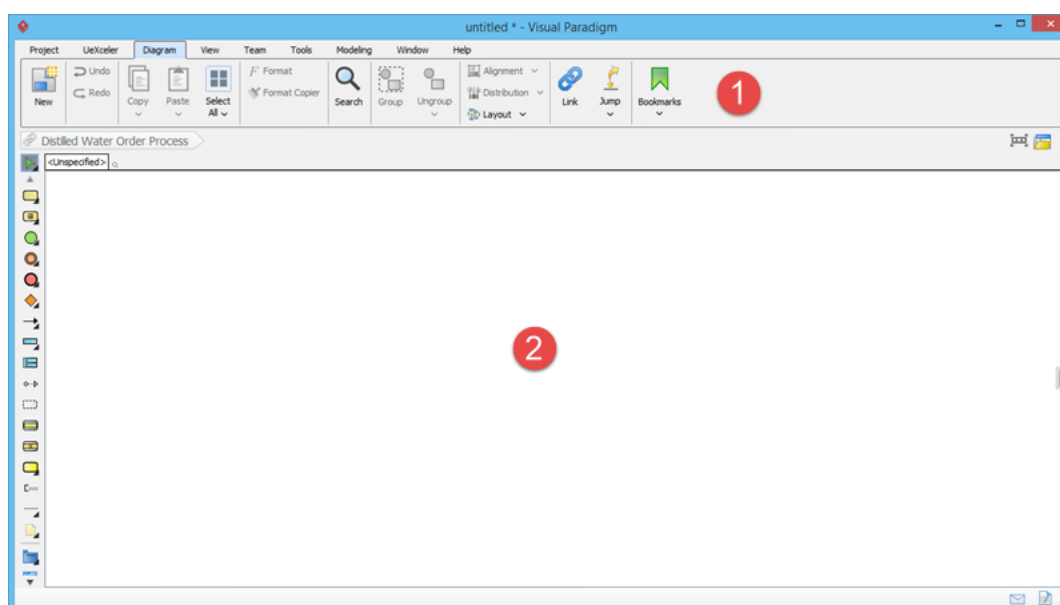 untitled * - Visual Paradigm
Project UeXceler Diagram View Team Tools Modeling Window Help
New
Undo
Redo
Copy
Paste
Select
All
F Format
Format Copier
Search
Group
Ungroup
Alignment
Distribution
Layout
Link
Jump
Bookmarks
1
Distilled Water Order Process
<Unspecified>
2